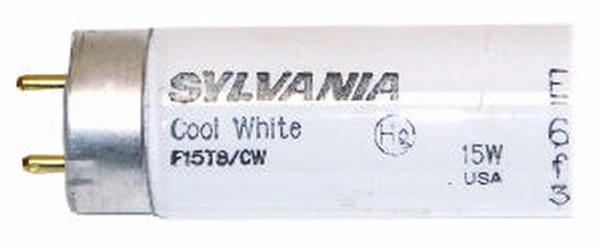 SYLVANIA
Cool White
F15T8/CW
Hg
15W
USA
E
6
f
3